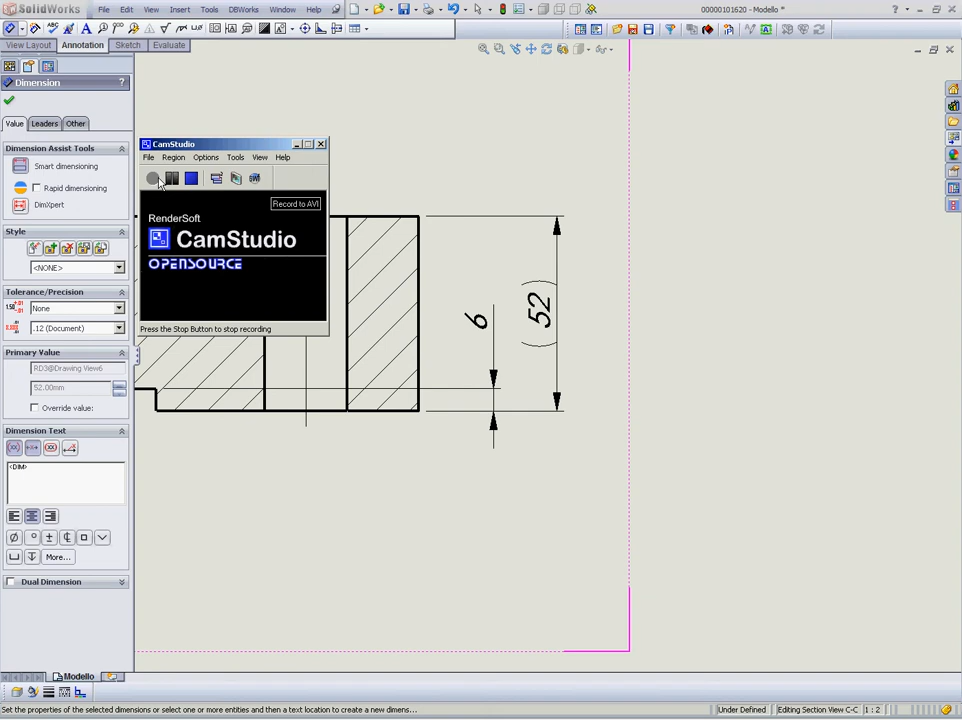 SolidWorks
File Edit View Insert Tools DBWorks Window Help
00000101620 - Modello *
View Layout Annotation Sketch Evaluate
Dimension ?
Value Leaders Other
Dimension Assist Tools
Smart dimensioning
Rapid dimensioning
DimXpert
Style
<NONE>
Tolerance/Precision
1.50 +.01 -.01 None
.12 (Document)
Primary Value
RD3@Drawing View6
52.00mm
Override value:
Dimension Text
<DIM>
More...
Dual Dimension
CamStudio
File Region Options Tools View Help
Record to AVI
RenderSoft
CamStudio
OPENSOURCE
Press the Stop Button to stop recording
6
(52)
Modello
Set the properties of the selected dimensions or select one or more entities and then a text location to create a new dimens...
Under Defined Editing Section View C-C 1 : 2